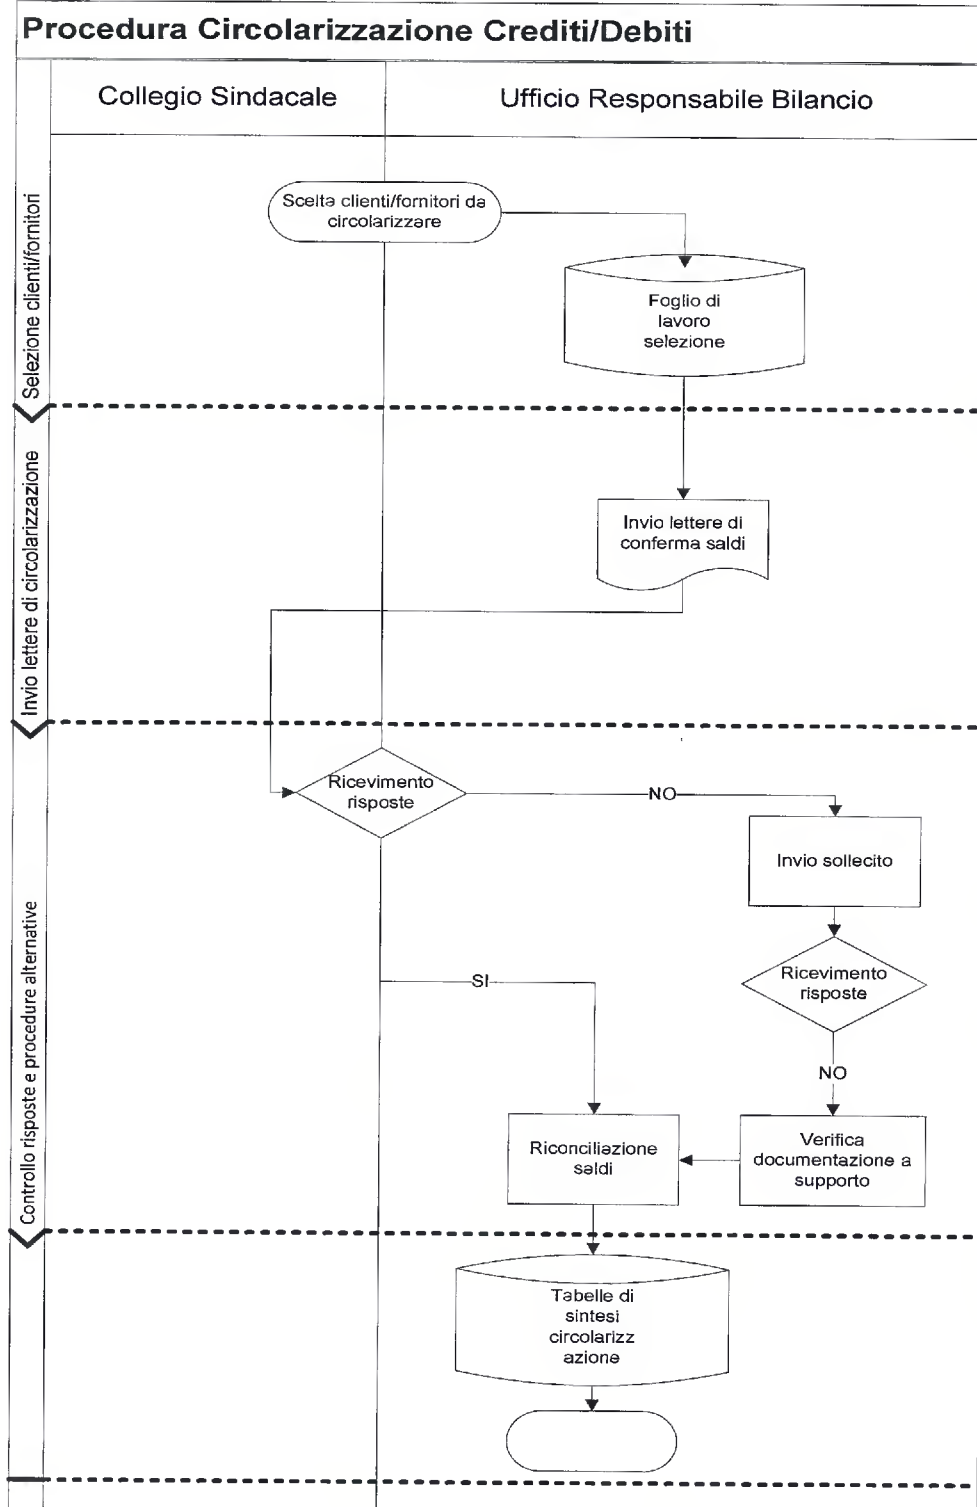 Procedura Circolarizzazione Crediti/Debiti
Collegio Sindacale
Ufficio Responsabile Bilancio
Selezione clienti/fornitori
Scelta clienti/fornitori da
circolarizzare
Foglio di
lavoro
selezione
Invio lettere di circolarizzazione
Invio lettere di
conferma saldi
Controllo risposte e procedure alternative
Ricevimento
risposte
NO
Invio sollecito
Ricevimento
risposte
SI
NO
Riconciliazione
saldi
Verifica
documentazione a
supporto
Tabelle di
sintesi
circolarizz
azione